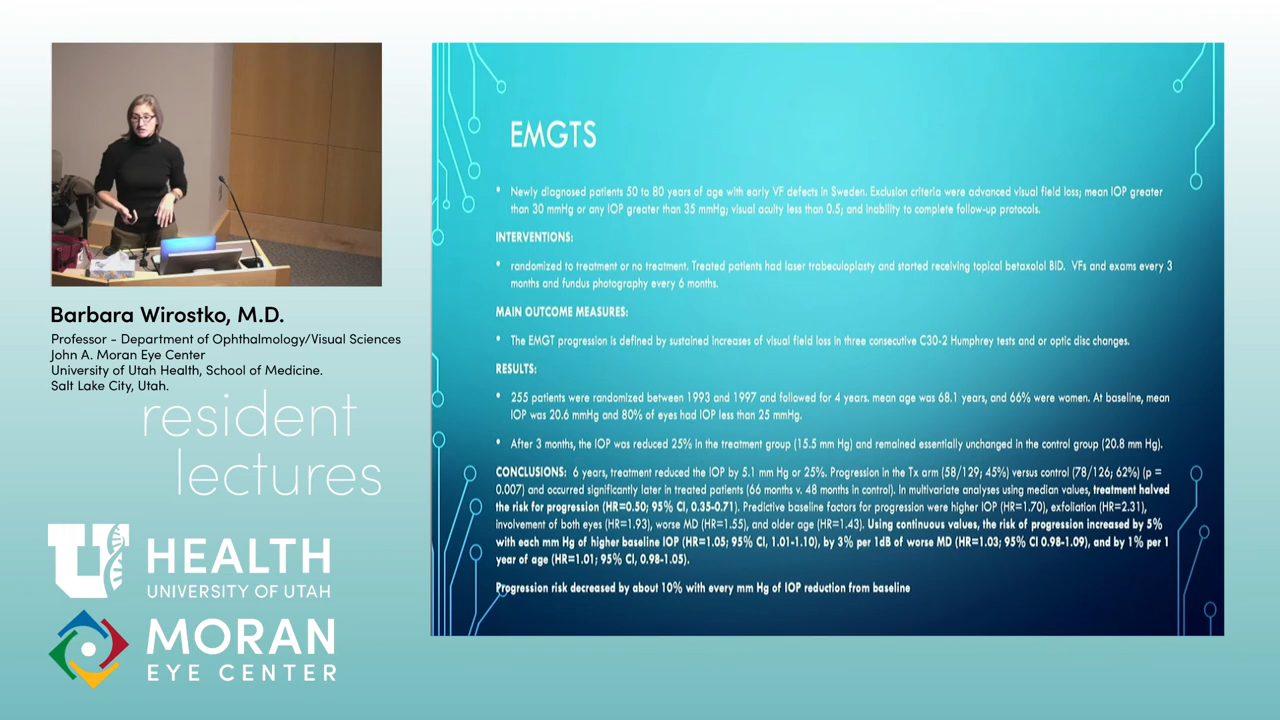 EMGTS
• Newly diagnosed patients 50 to 80 years of age with early VF defects in Sweden. Exclusion criteria were advanced visual field loss; mean IOP greater
than 30 mmHg or any IOP greater than 35 mmHg; visual acuity less than 0.5; and inability to complete follow-up protocols.
INTERVENTIONS:
• randomized to treatment or no treatment. Treated patients had laser trabeculoplasty and started receiving topical betaxolol BID. VFs and exams every 3
months and fundus photography every 6 months.
MAIN OUTCOME MEASURES:
• The EMGT progression is defined by sustained increases of visual field loss in three consecutive C30-2 Humphrey tests and or optic disc changes.
RESULTS:
• 255 patients were randomized between 1993 and 1997 and followed for 4 years. mean age was 68.1 years, and 66% were women. At baseline, mean
IOP was 20.6 mmHg and 80% of eyes had IOP less than 25 mmHg.
• After 3 months, the IOP was reduced 25% in the treatment group (15.5 mm Hg) and remained essentially unchanged in the control group (20.8 mm Hg).
CONCLUSIONS: 6 years, treatment reduced the IOP by 5.1 mm Hg or 25%. Progression in the Tx arm (58/129; 45%) versus control (78/126; 62%) (p =
0.007) and occurred significantly later in treated patients (66 months v. 48 months in control). In multivariate analyses using median values, treatment halved
the risk for progression (HR=0.50; 95% CI, 0.35-0.71). Predictive baseline factors for progression were higher IOP (HR=1.70), exfoliation (HR=2.31),
involvement of both eyes (HR=1.93), worse MD (HR=1.55), and older age (HR=1.43). Using continuous values, the risk of progression increased by 5%
with each mm Hg of higher baseline IOP (HR=1.05; 95% CI, 1.01-1.10), by 3% per 1dB of worse MD (HR=1.03; 95% CI 0.98-1.09), and by 1% per 1
year of age (HR=1.01; 95% CI, 0.98-1.05).
Progression risk decreased by about 10% with every mm Hg of IOP reduction from baseline
Barbara Wirostko, M.D.
Professor - Department of Ophthalmology/Visual Sciences
John A. Moran Eye Center
University of Utah Health, School of Medicine.
Salt Lake City, Utah.
resident
lectures
U HEALTH
UNIVERSITY OF UTAH
MORAN
EYE CENTER